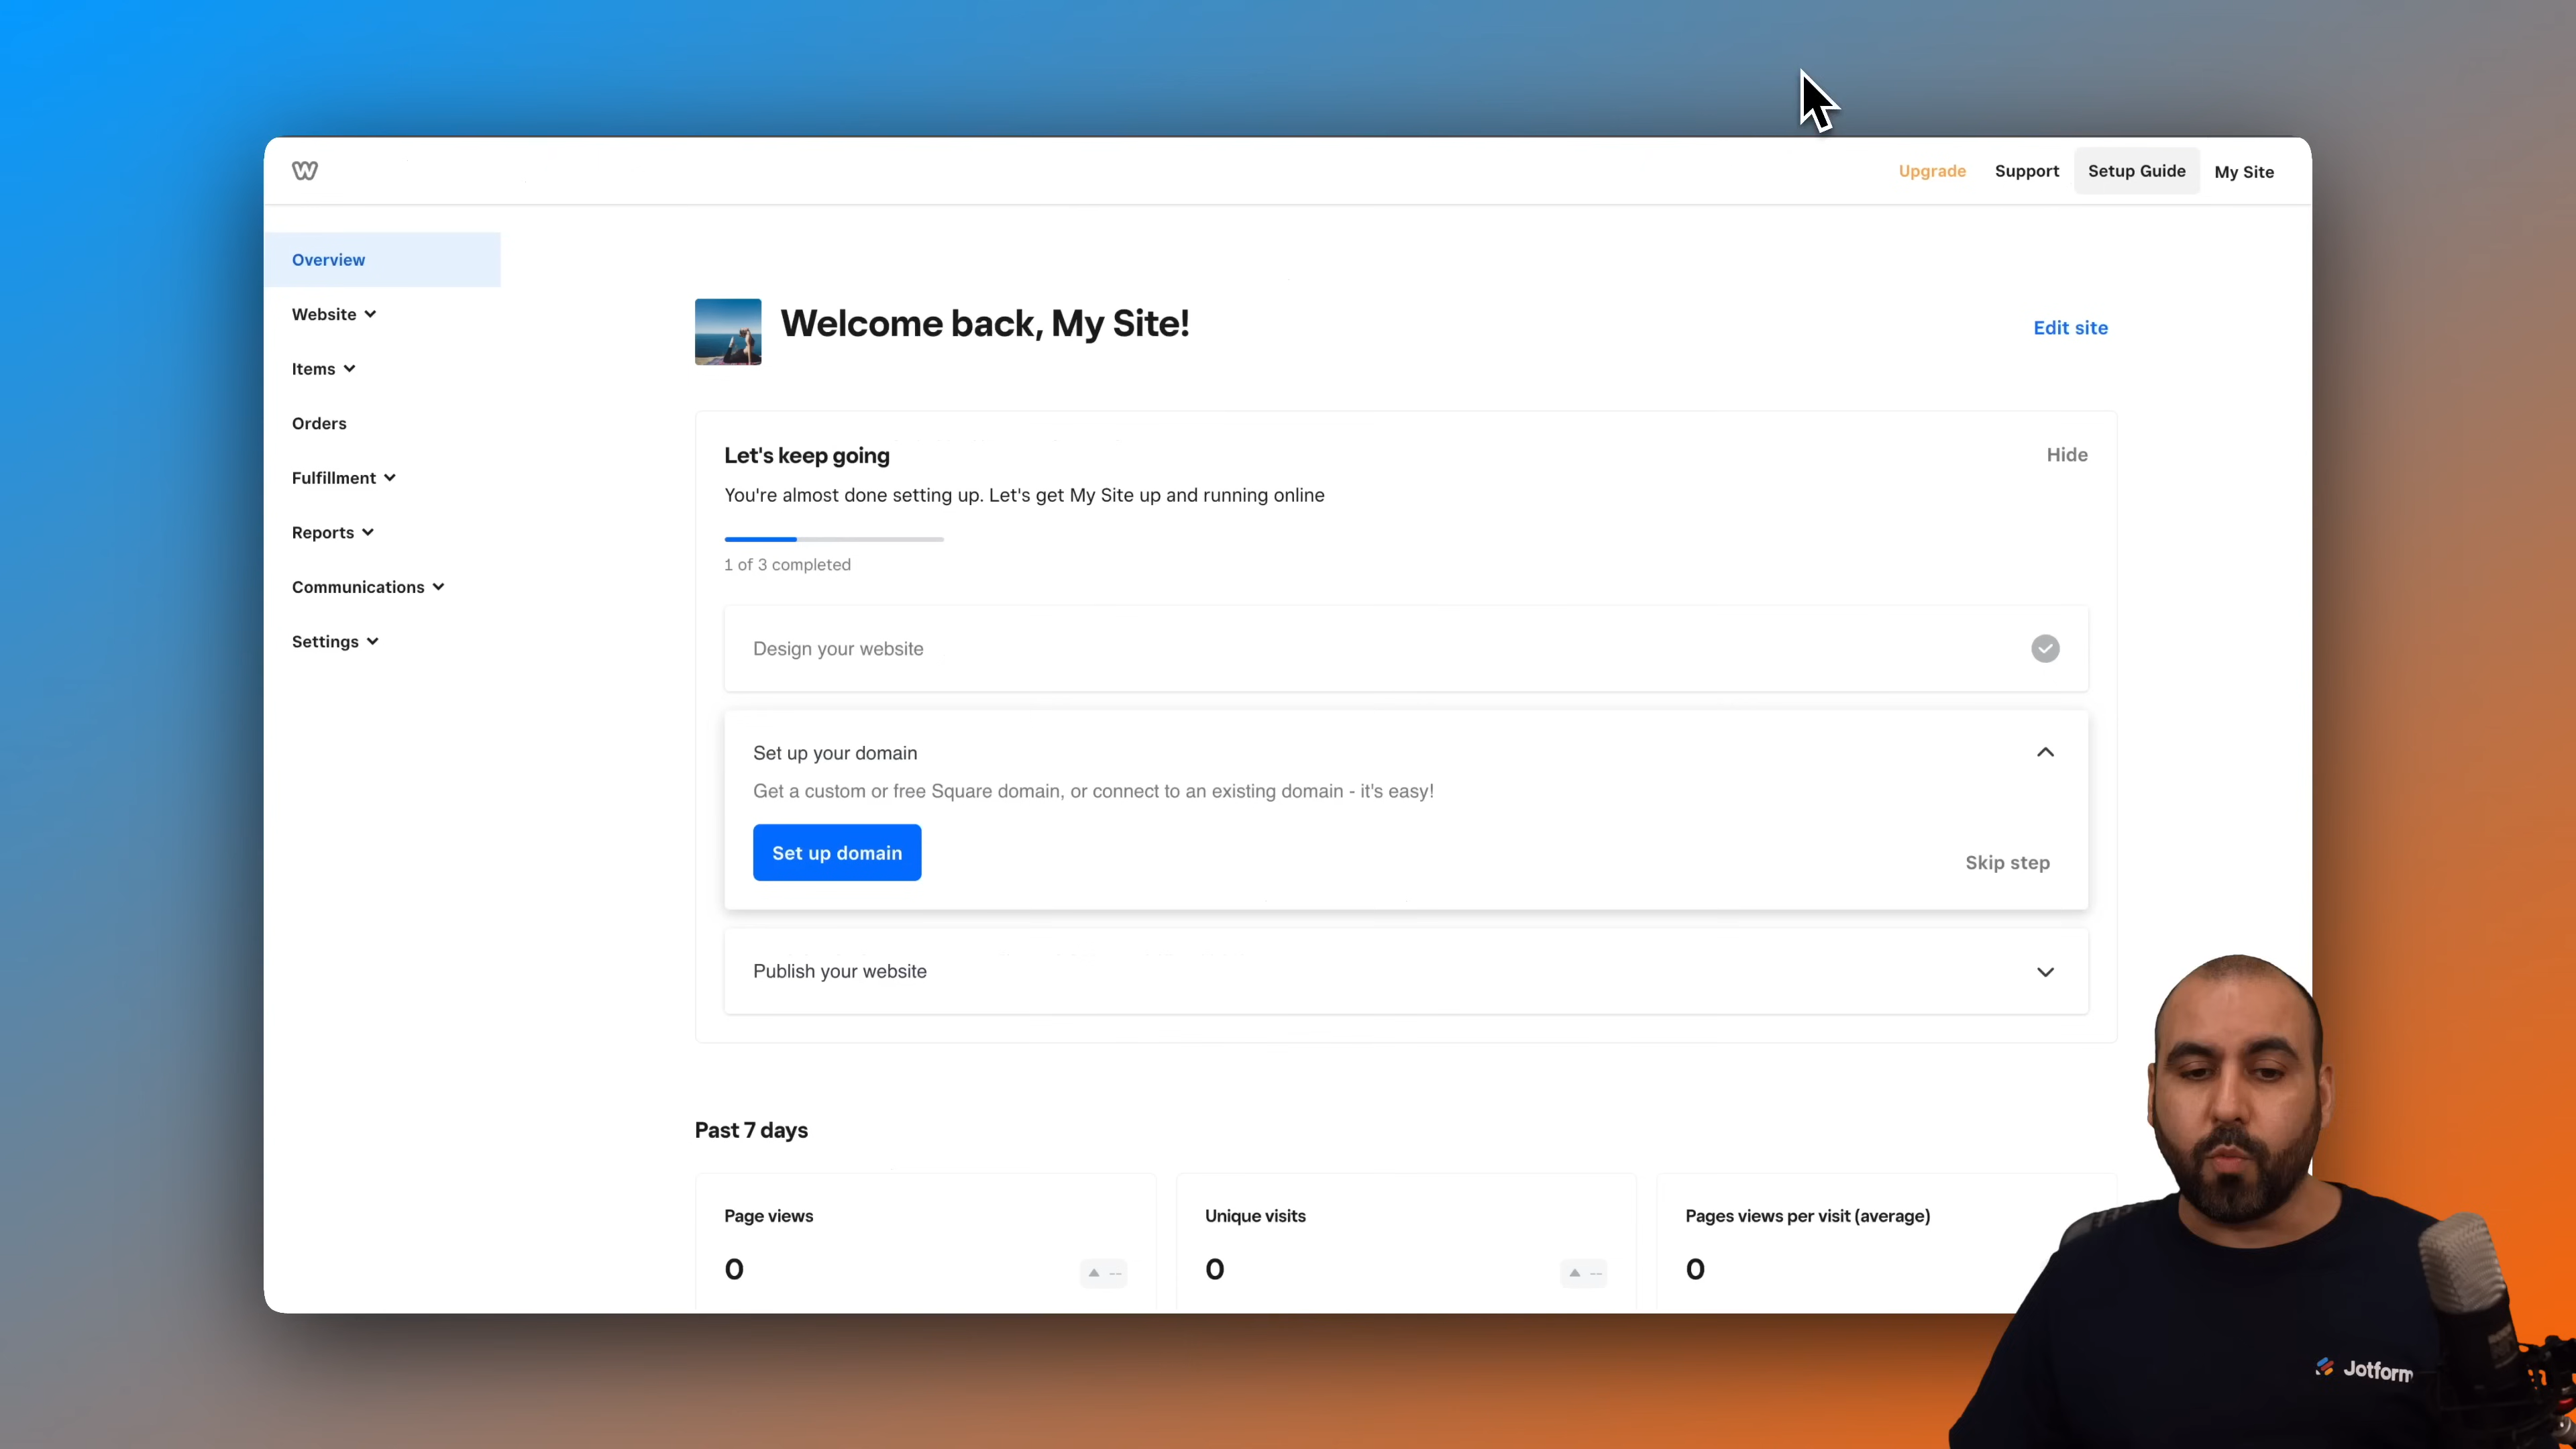 Upgrade
Support
Setup Guide
My Site
Overview
Website
Items
Orders
Fulfillment
Reports
Communications
Settings
Welcome back, My Site!
Edit site
Let's keep going
Hide
You're almost done setting up. Let's get My Site up and running online
1 of 3 completed
Design your website
Set up your domain
Get a custom or free Square domain, or connect to an existing domain - it's easy!
Set up domain
Skip step
Publish your website
Past 7 days
Page views
0
--
Unique visits
0
--
Pages views per visit (average)
0
Jotform